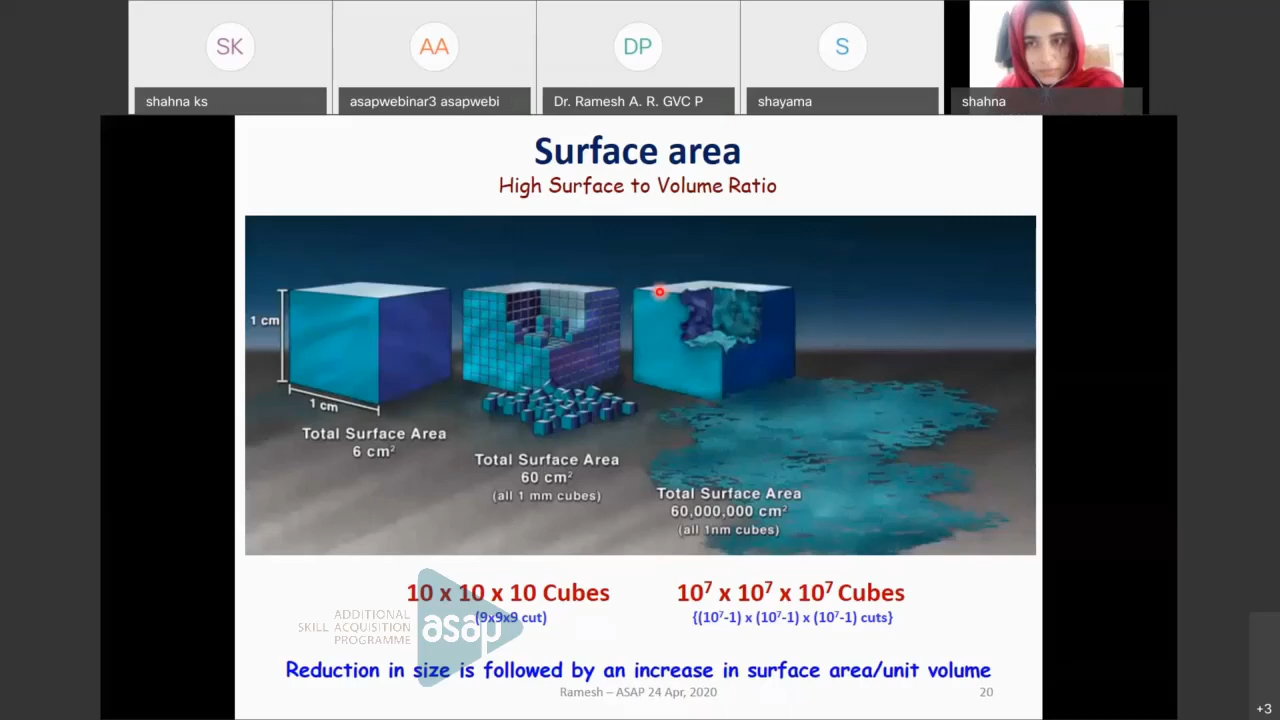 SK
AA
DP
S
shahna ks
asapwebinar3 asapwebi
Dr. Ramesh A. R. GVC P
shayama
shahna
Surface area
High Surface to Volume Ratio
1 cm
1 cm
Total Surface Area
6 cm²
Total Surface Area
60 cm²
(all 1 mm cubes)
Total Surface Area
60,000,000 cm²
(all 1nm cubes)
10 x 10 x 10 Cubes
(9x9x9 cut)
10⁷ x 10⁷ x 10⁷ Cubes
{(10⁷-1) x (10⁷-1) x (10⁷-1) cuts}
ADDITIONAL
SKILL ACQUISITION
PROGRAMME
asap
Reduction in size is followed by an increase in surface area/unit volume
Ramesh – ASAP 24 Apr, 2020
20
+3